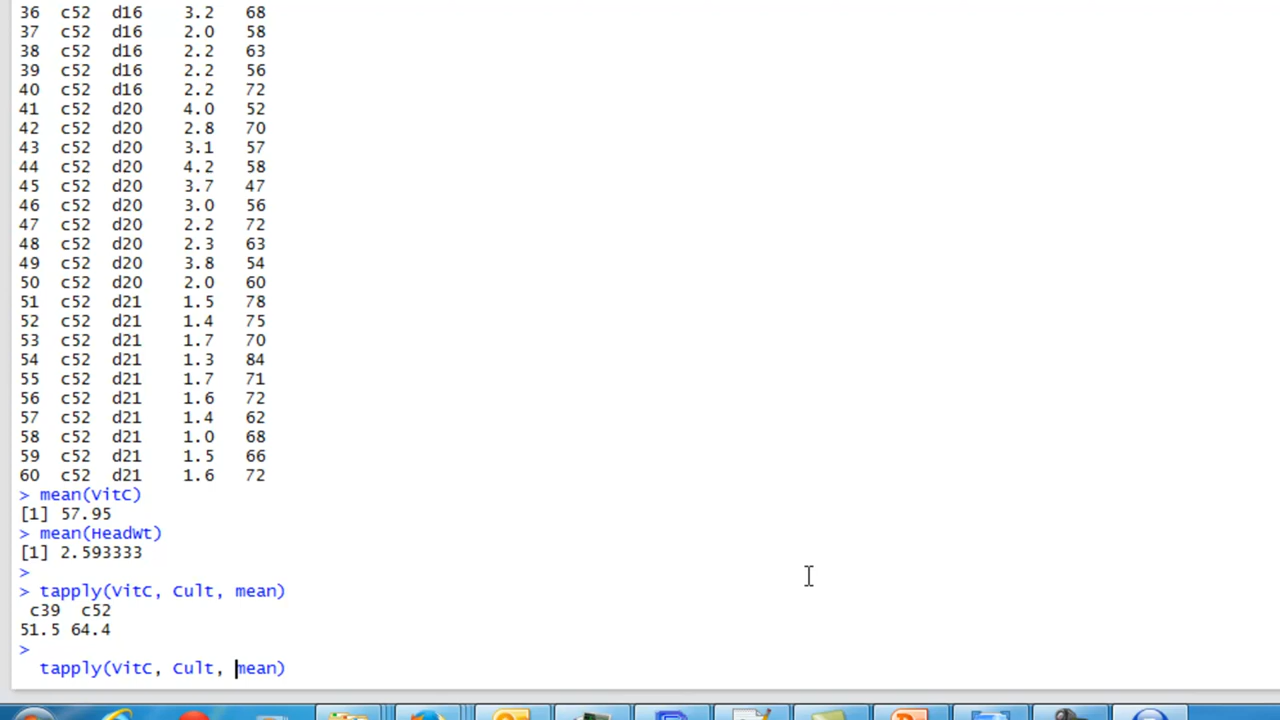 36 c52 d16 3.2 68
37 c52 d16 2.0 58
38 c52 d16 2.2 63
39 c52 d16 2.2 56
40 c52 d16 2.2 72
41 c52 d20 4.0 52
42 c52 d20 2.8 70
43 c52 d20 3.1 57
44 c52 d20 4.2 58
45 c52 d20 3.7 47
46 c52 d20 3.0 56
47 c52 d20 2.2 72
48 c52 d20 2.3 63
49 c52 d20 3.8 54
50 c52 d20 2.0 60
51 c52 d21 1.5 78
52 c52 d21 1.4 75
53 c52 d21 1.7 70
54 c52 d21 1.3 84
55 c52 d21 1.7 71
56 c52 d21 1.6 72
57 c52 d21 1.4 62
58 c52 d21 1.0 68
59 c52 d21 1.5 66
60 c52 d21 1.6 72
> mean(VitC)
[1] 57.95
> mean(HeadWt)
[1] 2.593333
>
> tapply(VitC, Cult, mean)
c39 c52
51.5 64.4
>
tapply(VitC, Cult, mean)